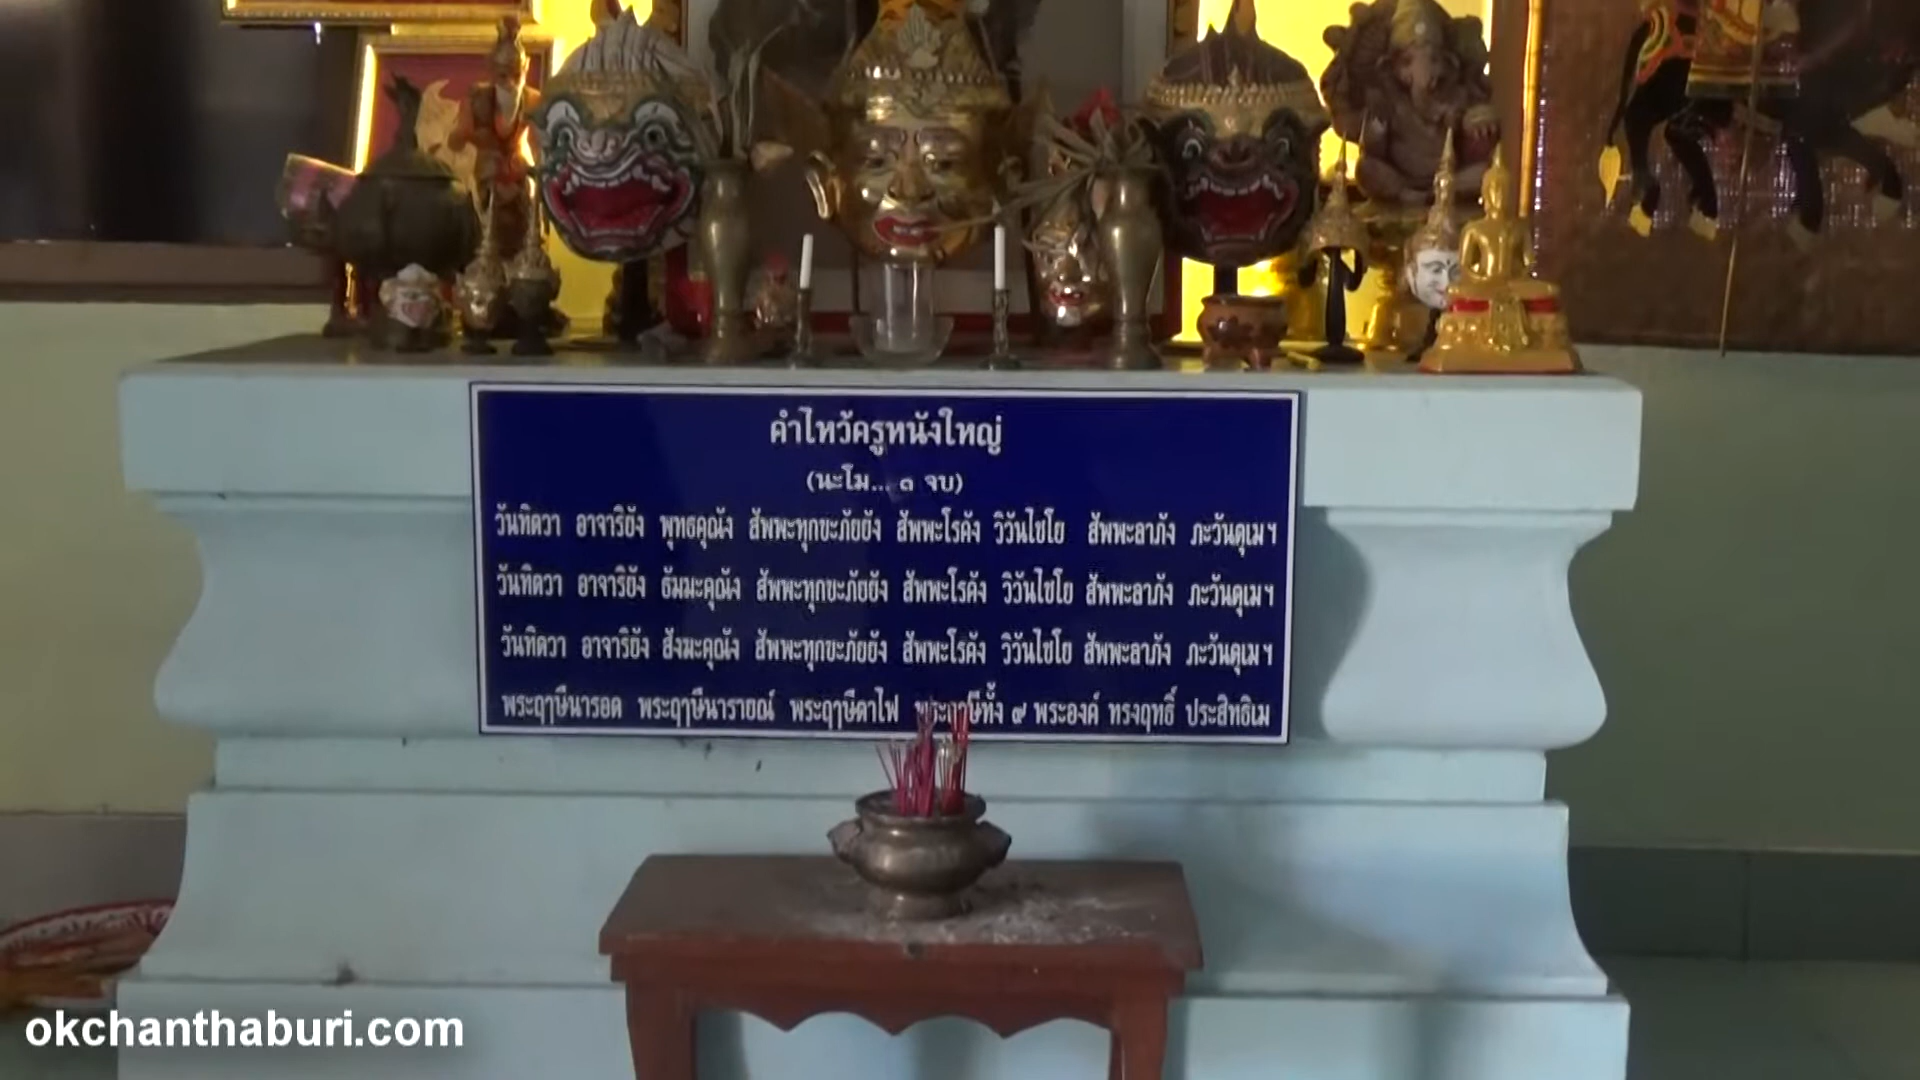 คำไหว้ครูหนังใหญ่
(นะโม... ๓ จบ)
วันทิตวา อาจาริยัง พุทธคุณัง สัพพะทุกขะภัยยัง สัพพะโรคัง วิวันไชโย สัพพะลาภัง ภะวันตุเม ฯ
วันทิตวา อาจาริยัง ธัมมะคุณัง สัพพะทุกขะภัยยัง สัพพะโรคัง วิวันไชโย สัพพะลาภัง ภะวันตุเม ฯ
วันทิตวา อาจาริยัง สังฆะคุณัง สัพพะทุกขะภัยยัง สัพพะโรคัง วิวันไชโย สัพพะลาภัง ภะวันตุเม ฯ
พระฤๅษีนารอด พระฤๅษีนารายณ์ พระฤๅษีตาไฟ พระฤๅษีทั้ง ๙ พระองค์ ทรงฤทธิ์ ประสิทธิเม
okchanthaburi.com